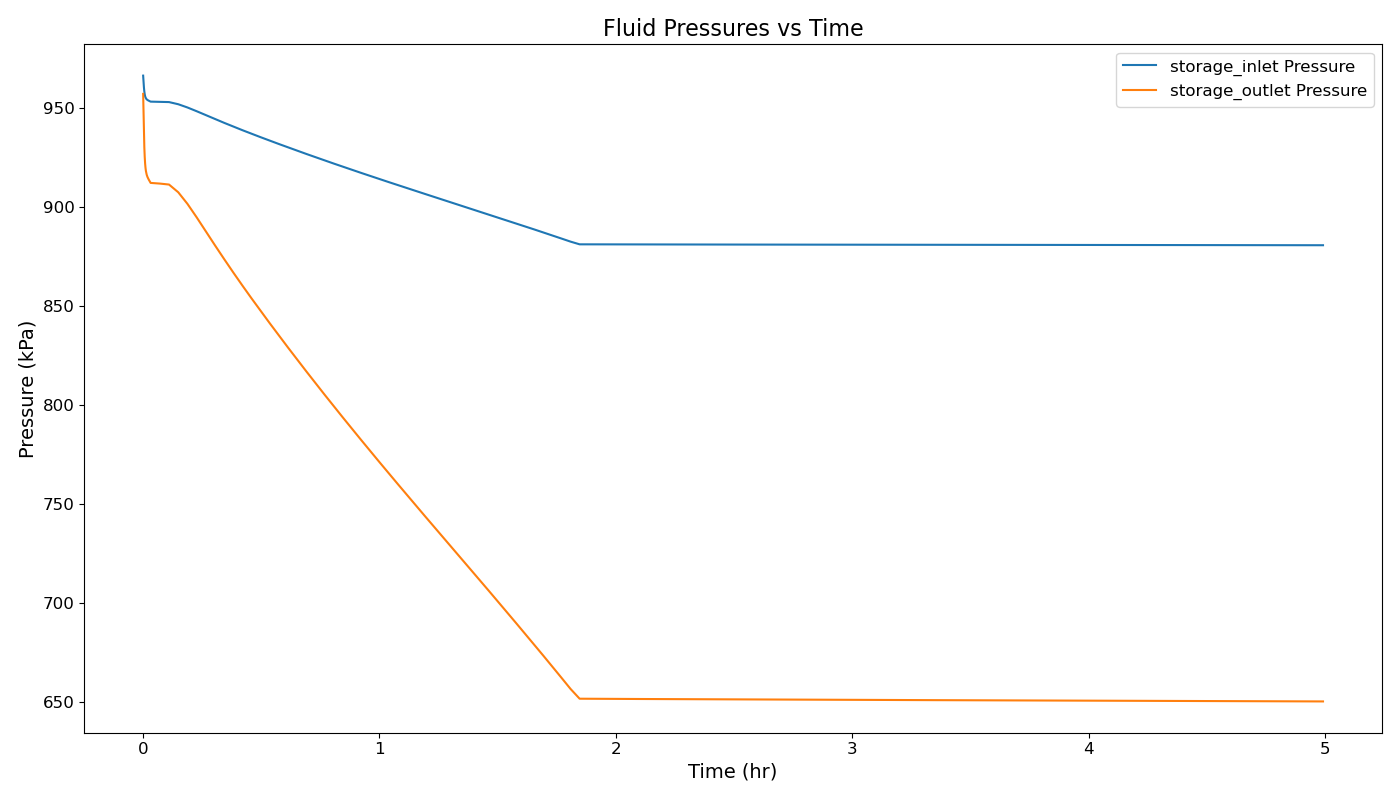 Fluid Pressures vs Time
storage_inlet Pressure
storage_outlet Pressure
Pressure (kPa)
950
900
850
800
750
700
650
0 1 2 3 4 5
Time (hr)